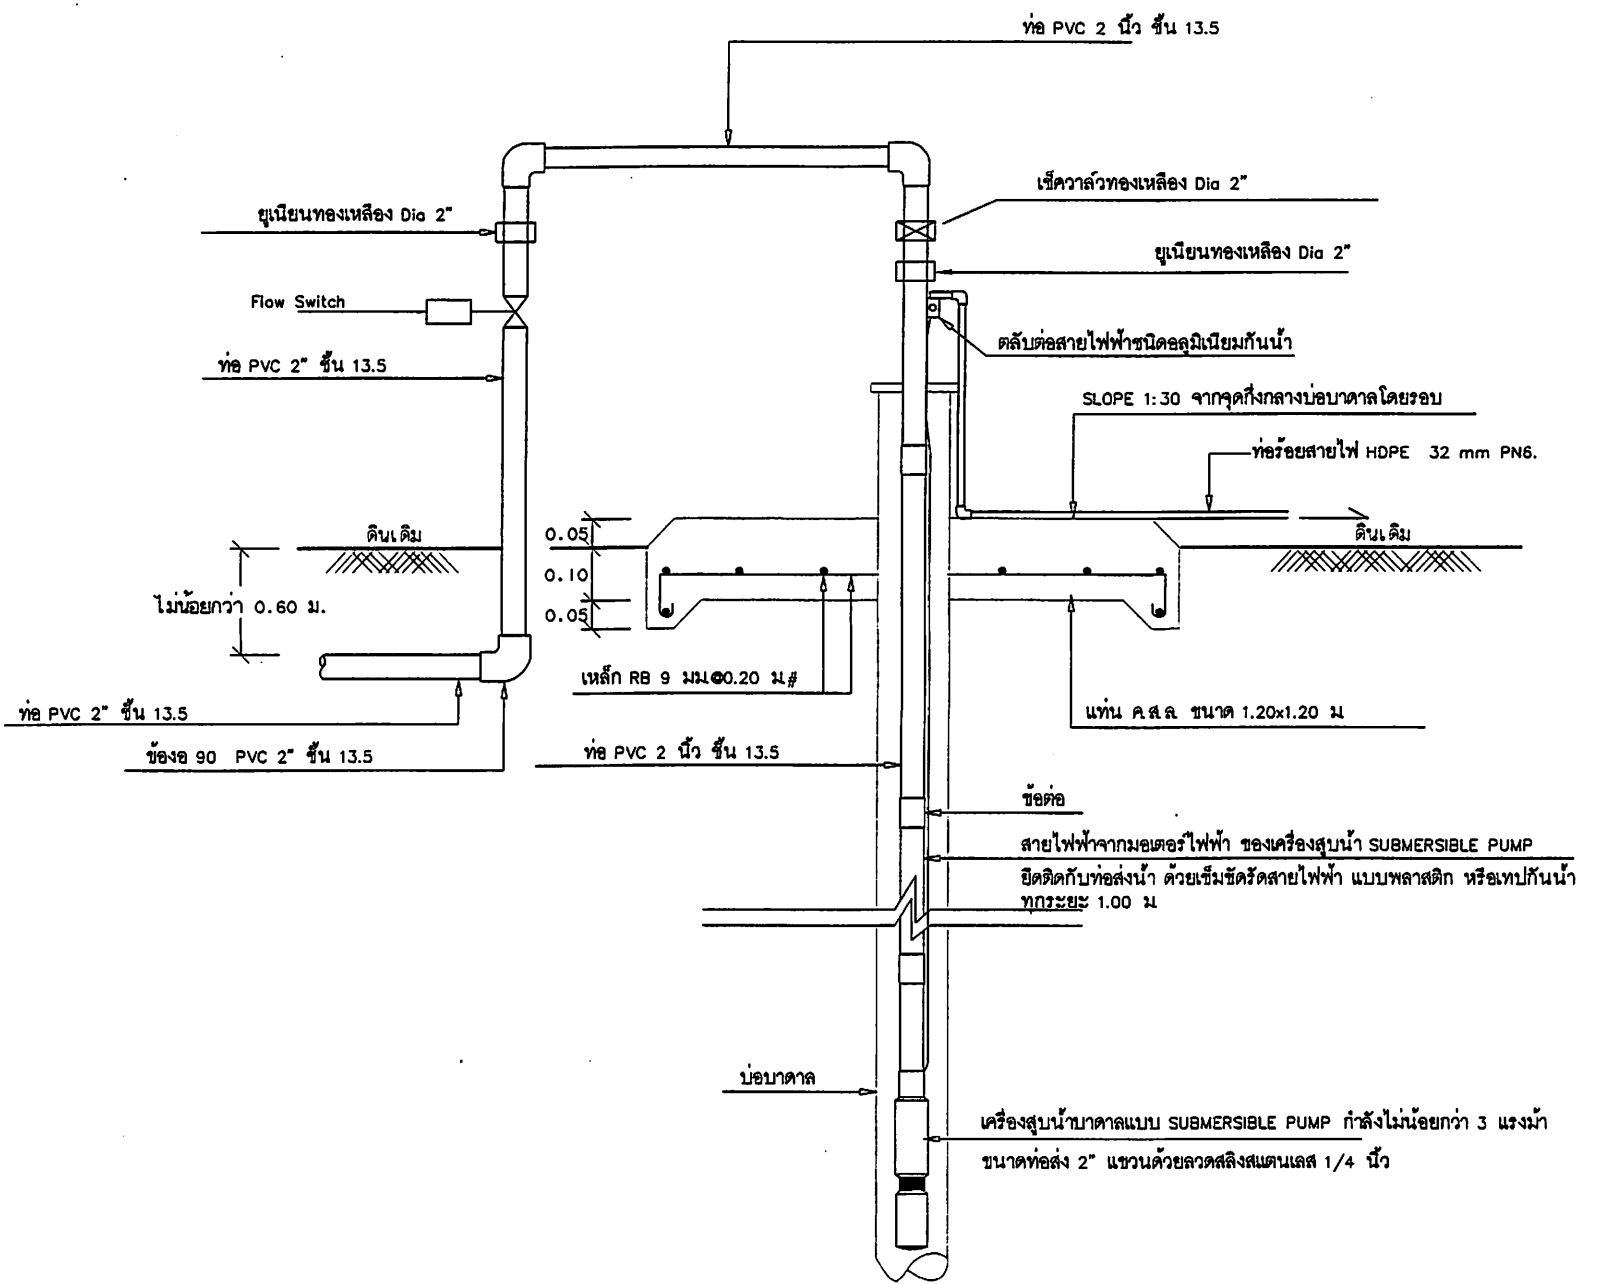 ท่อ PVC 2 นิ้ว ชั้น 13.5
เช็ควาล์วทองเหลือง Dia 2"
ยูเนียนทองเหลือง Dia 2"
ยูเนียนทองเหลือง Dia 2"
Flow Switch
ตลับต่อสายไฟฟ้าชนิดอลูมิเนียมกันน้ำ
ท่อ PVC 2" ชั้น 13.5
SLOPE 1:30 จากจุดกึ่งกลางบ่อบาดาลโดยรอบ
ท่อร้อยสายไฟ HDPE 32 mm PN6.
ดินเดิม
0.05
ดินเดิม
0.10
ไม่น้อยกว่า 0.60 ม.
0.05
เหล็ก RB 9 มม.@0.20 ม.#
ท่อ PVC 2" ชั้น 13.5
แท่น ค.ส.ล. ขนาด 1.20x1.20 ม
ข้องอ 90 PVC 2" ชั้น 13.5
ท่อ PVC 2 นิ้ว ชั้น 13.5
ข้อต่อ
สายไฟฟ้าจากมอเตอร์ไฟฟ้า ของเครื่องสูบน้ำ SUBMERSIBLE PUMP
ยึดติดกับท่อส่งน้ำ ด้วยเข็มขัดรัดสายไฟฟ้า แบบพลาสติก หรือเทปกันน้ำ
ทุกระยะ 1.00 ม
บ่อบาดาล
เครื่องสูบน้ำบาดาลแบบ SUBMERSIBLE PUMP กำลังไม่น้อยกว่า 3 แรงม้า
ขนาดท่อส่ง 2" แขวนด้วยลวดสลิงสแตนเลส 1/4 นิ้ว